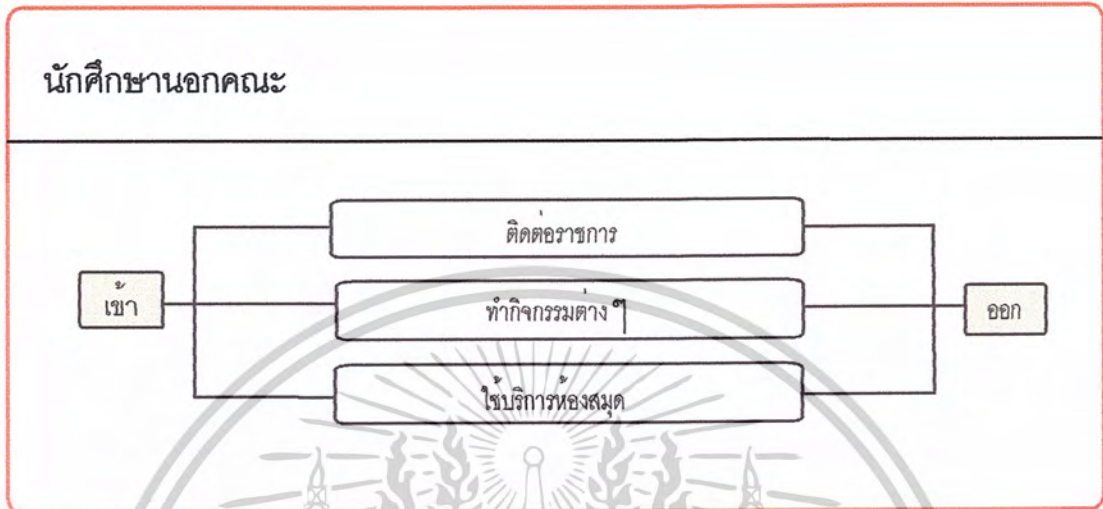 นักศึกษานอกคณะ
ติดต่อราชการ
เข้า
ทำกิจกรรมต่าง ๆ
ออก
ใช้บริการห้องสมุด